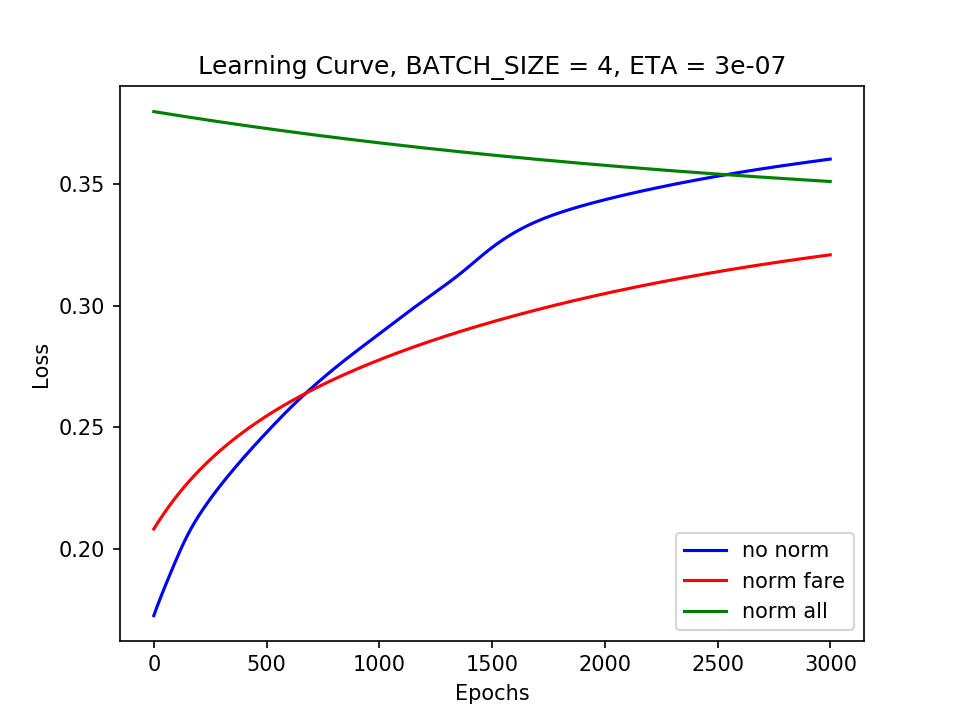 Learning Curve, BATCH_SIZE = 4, ETA = 3e-07
Loss
0.35
0.30
0.25
0.20
no norm
norm fare
norm all
0 500 1000 1500 2000 2500 3000
Epochs